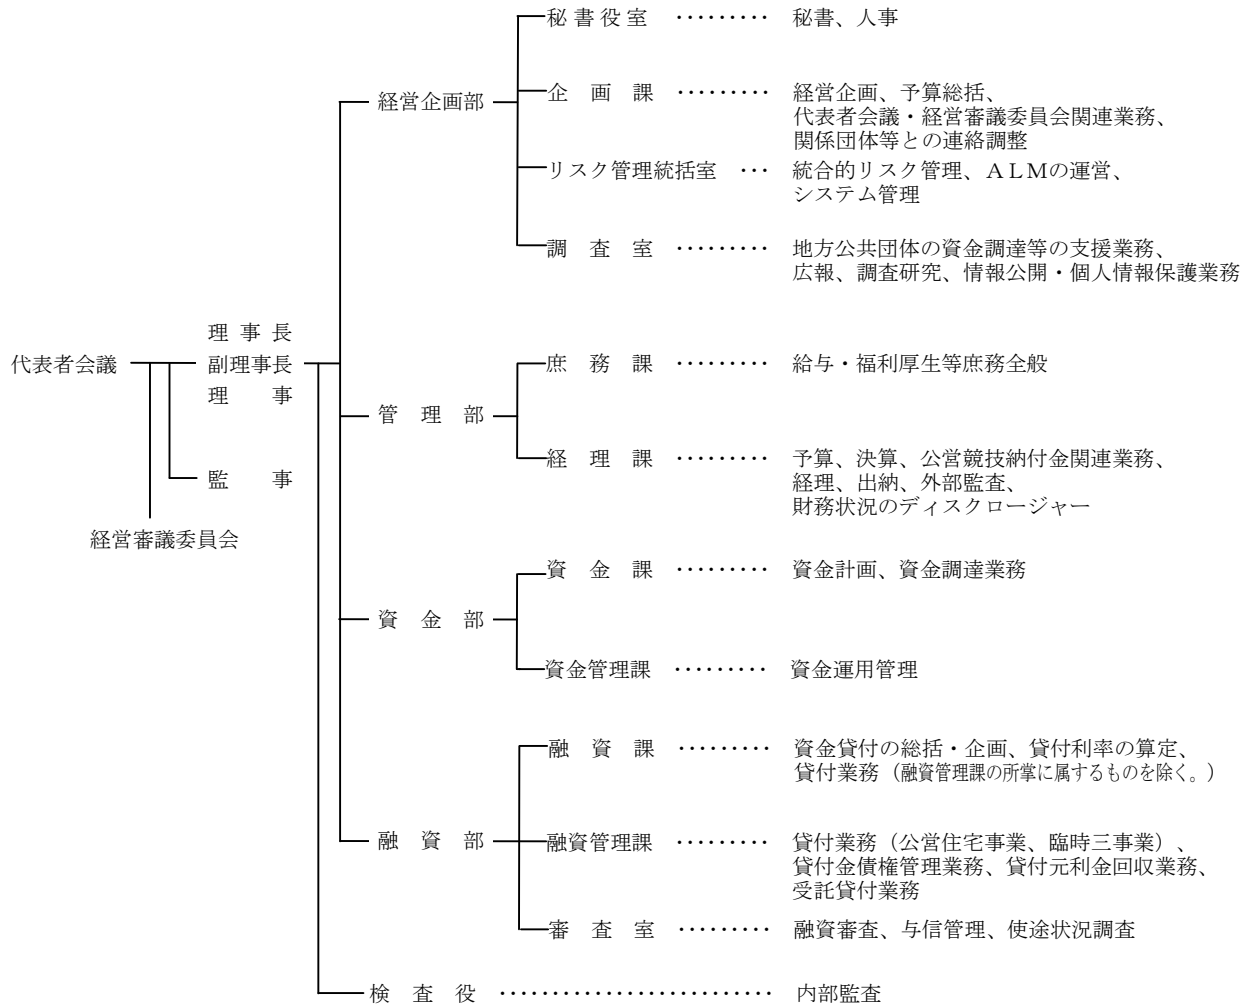 秘書役室 ・・・・・・・・・ 秘書、人事
経営企画部
企画課 ・・・・・・・・・ 経営企画、予算総括、
代表者会議・経営審議委員会関連業務、
関係団体等との連絡調整
リスク管理統括室 ・・・ 統合的リスク管理、ＡＬＭの運営、
システム管理
調査室 ・・・・・・・・・ 地方公共団体の資金調達等の支援業務、
広報、調査研究、情報公開・個人情報保護業務
代表者会議
理事長
副理事長
理事
監事
経営審議委員会
管理部
庶務課 ・・・・・・・・・ 給与・福利厚生等庶務全般
経理課 ・・・・・・・・・ 予算、決算、公営競技納付金関連業務、
経理、出納、外部監査、
財務状況のディスクロージャー
資金部
資金課 ・・・・・・・・・ 資金計画、資金調達業務
資金管理課 ・・・・・・・・・ 資金運用管理
融資部
融資課 ・・・・・・・・・ 資金貸付の総括・企画、貸付利率の算定、
貸付業務（融資管理課の所掌に属するものを除く。）
融資管理課 ・・・・・・・・・ 貸付業務（公営住宅事業、臨時三事業）、
貸付金債権管理業務、貸付元利金回収業務、
受託貸付業務
審査室 ・・・・・・・・・ 融資審査、与信管理、使途状況調査
検査役 ・・・・・・・・・・・・・・・・・・・・・・・・・・ 内部監査